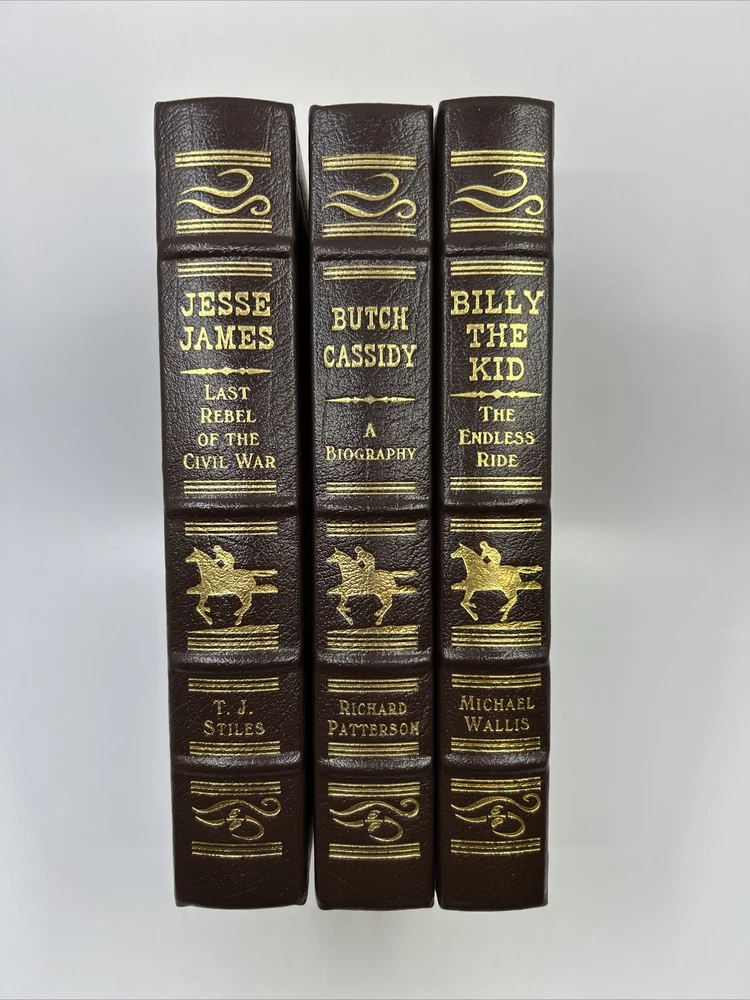 JESSE
JAMES
LAST
REBEL
OF THE
CIVIL WAR
T. J.
STILES
BUTCH
CASSIDY
A
BIOGRAPHY
RICHARD
PATTERSON
BILLY
THE
KID
THE
ENDLESS
RIDE
MICHAEL
WALLIS